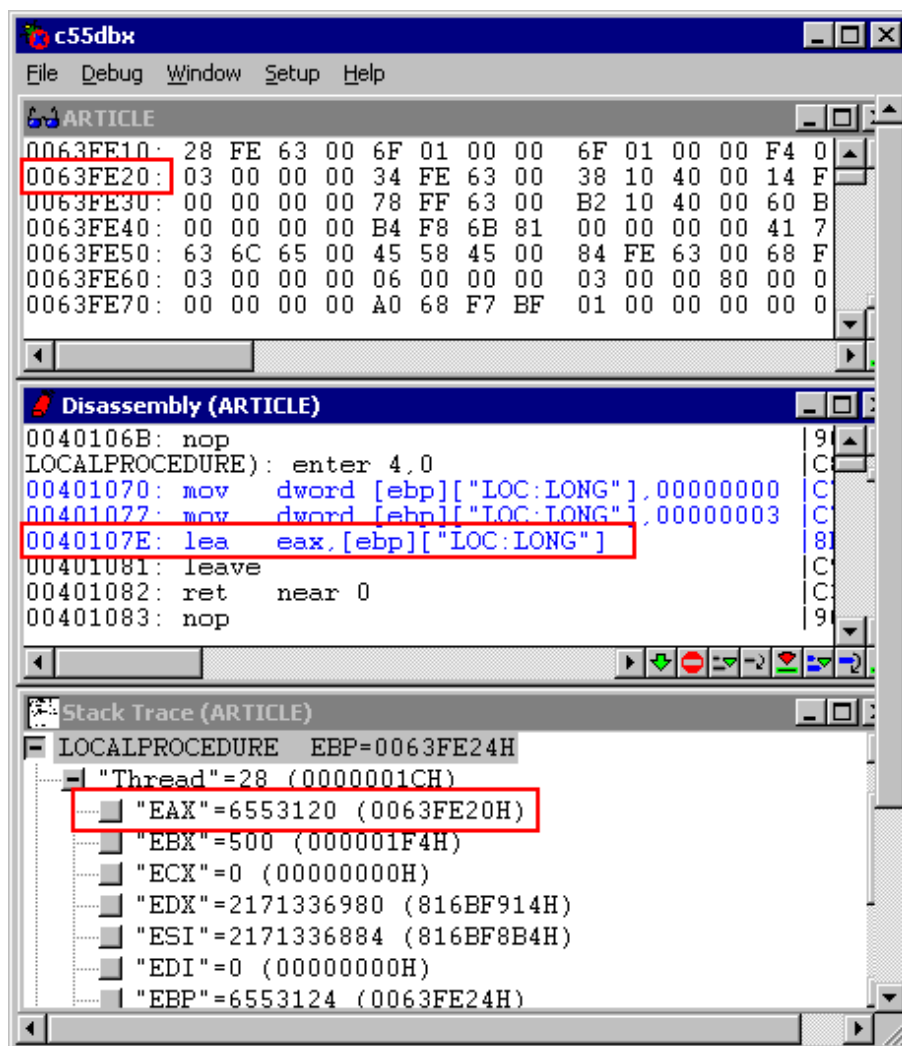 c55dbx
File Debug Window Setup Help
ARTICLE
0063FE10: 28 FE 63 00 6F 01 00 00 6F 01 00 00 F4 0
0063FE20: 03 00 00 00 34 FE 63 00 38 10 40 00 14 F
0063FE30: 00 00 00 00 78 FF 63 00 B2 10 40 00 60 B
0063FE40: 00 00 00 00 B4 F8 6B 81 00 00 00 00 41 7
0063FE50: 63 6C 65 00 45 58 45 00 84 FE 63 00 68 F
0063FE60: 03 00 00 00 06 00 00 00 03 00 00 80 00 0
0063FE70: 00 00 00 00 A0 68 F7 BF 01 00 00 00 00 0
Disassembly (ARTICLE)
0040106B: nop |9
LOCALPROCEDURE): enter 4,0 |C
00401070: mov dword [ebp]["LOC:LONG"],00000000 |C
00401077: mov dword [ebp]["LOC:LONG"],00000003 |C
0040107E: lea eax,[ebp]["LOC:LONG"] |8
00401081: leave |C
00401082: ret near 0 |C
00401083: nop |9
Stack Trace (ARTICLE)
LOCALPROCEDURE EBP=0063FE24H
"Thread"=28 (0000001CH)
"EAX"=6553120 (0063FE20H)
"EBX"=500 (000001F4H)
"ECX"=0 (00000000H)
"EDX"=2171336980 (816BF914H)
"ESI"=2171336884 (816BF8B4H)
"EDI"=0 (00000000H)
"EBP"=6553124 (0063FE24H)